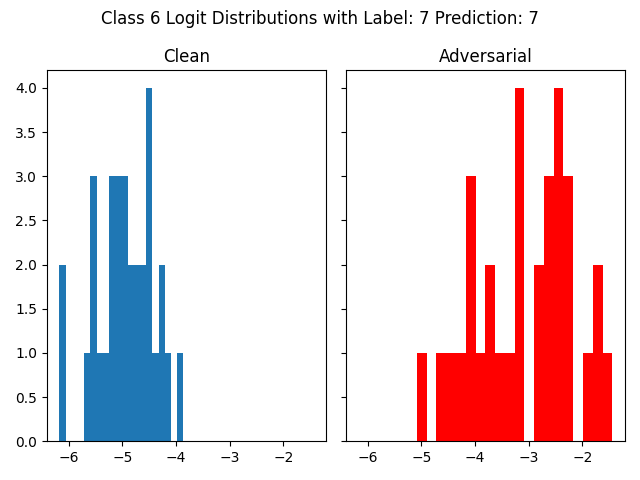 Class 6 Logit Distributions with Label: 7 Prediction: 7
Clean
Adversarial
4.0
3.5
3.0
2.5
2.0
1.5
1.0
0.5
0.0
−6 −5 −4 −3 −2
−6 −5 −4 −3 −2